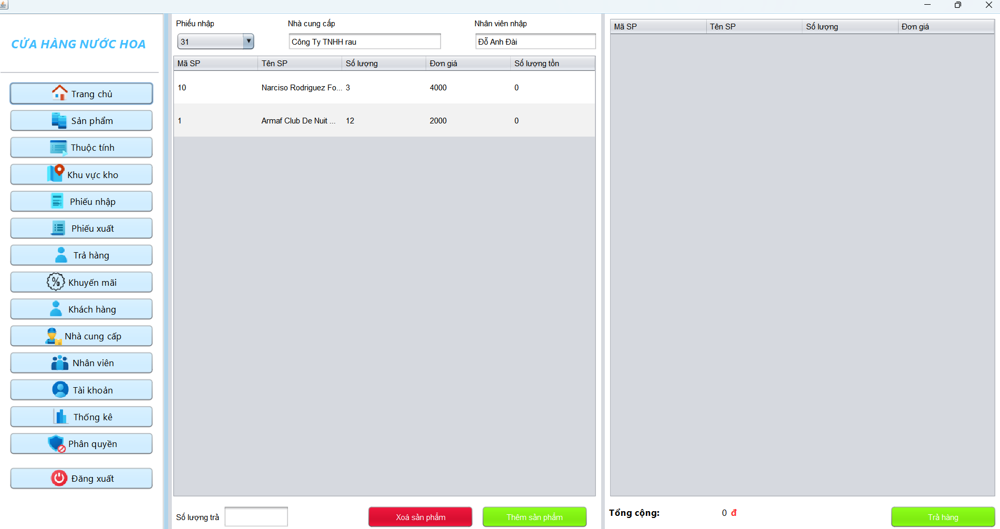 CỬA HÀNG NƯỚC HOA
Trang chủ
Sản phẩm
Thuộc tính
Khu vực kho
Phiếu nhập
Phiếu xuất
Trả hàng
Khuyến mãi
Khách hàng
Nhà cung cấp
Nhân viên
Tài khoản
Thống kê
Phân quyền
Đăng xuất
Phiếu nhập Nhà cung cấp Nhân viên nhập
31 Công Ty TNHH rau Đỗ Anh Đài
Mã SP Tên SP Số lượng Đơn giá Số lượng tồn
10 Narciso Rodriguez Fo... 3 4000 0
1 Armaf Club De Nuit ... 12 2000 0
Số lượng trả Xoá sản phẩm Thêm sản phẩm
Mã SP Tên SP Số lượng Đơn giá
Tổng cộng: 0 đ Trả hàng